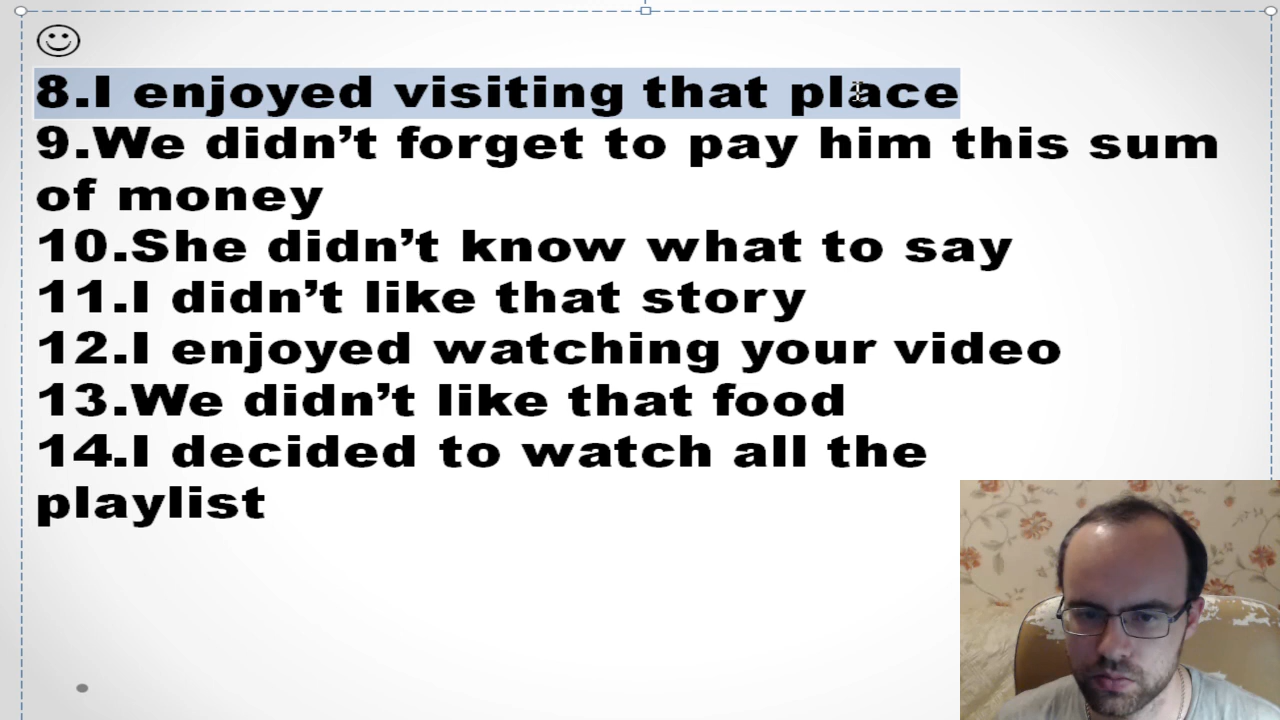 8.I enjoyed visiting that place
9.We didn’t forget to pay him this sum
of money
10.She didn’t know what to say
11.I didn’t like that story
12.I enjoyed watching your video
13.We didn’t like that food
14.I decided to watch all the
playlist